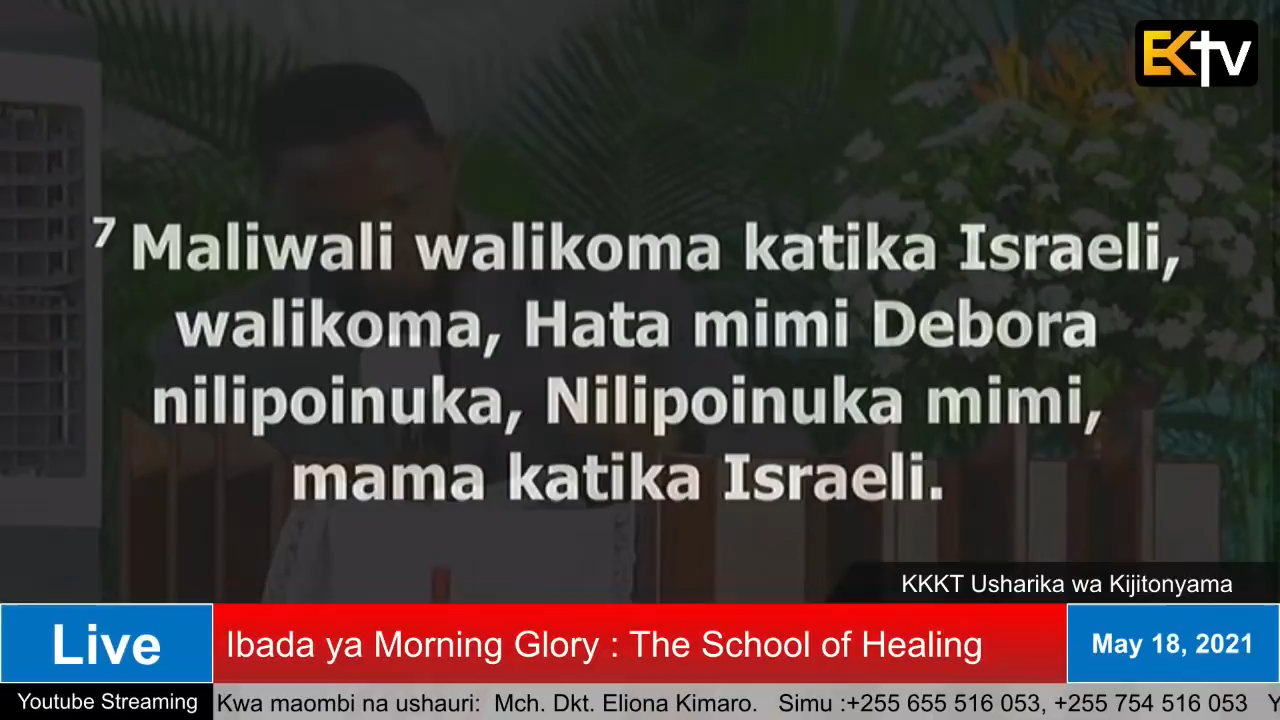 EKTV
7 Maliwali walikoma katika Israeli,
walikoma, Hata mimi Debora
nilipoinuka, Nilipoinuka mimi,
mama katika Israeli.
KKKT Usharika wa Kijitonyama
Live
Ibada ya Morning Glory : The School of Healing
May 18, 2021
Youtube Streaming
Kwa maombi na ushauri: Mch. Dkt. Eliona Kimaro. Simu :+255 655 516 053, +255 754 516 053